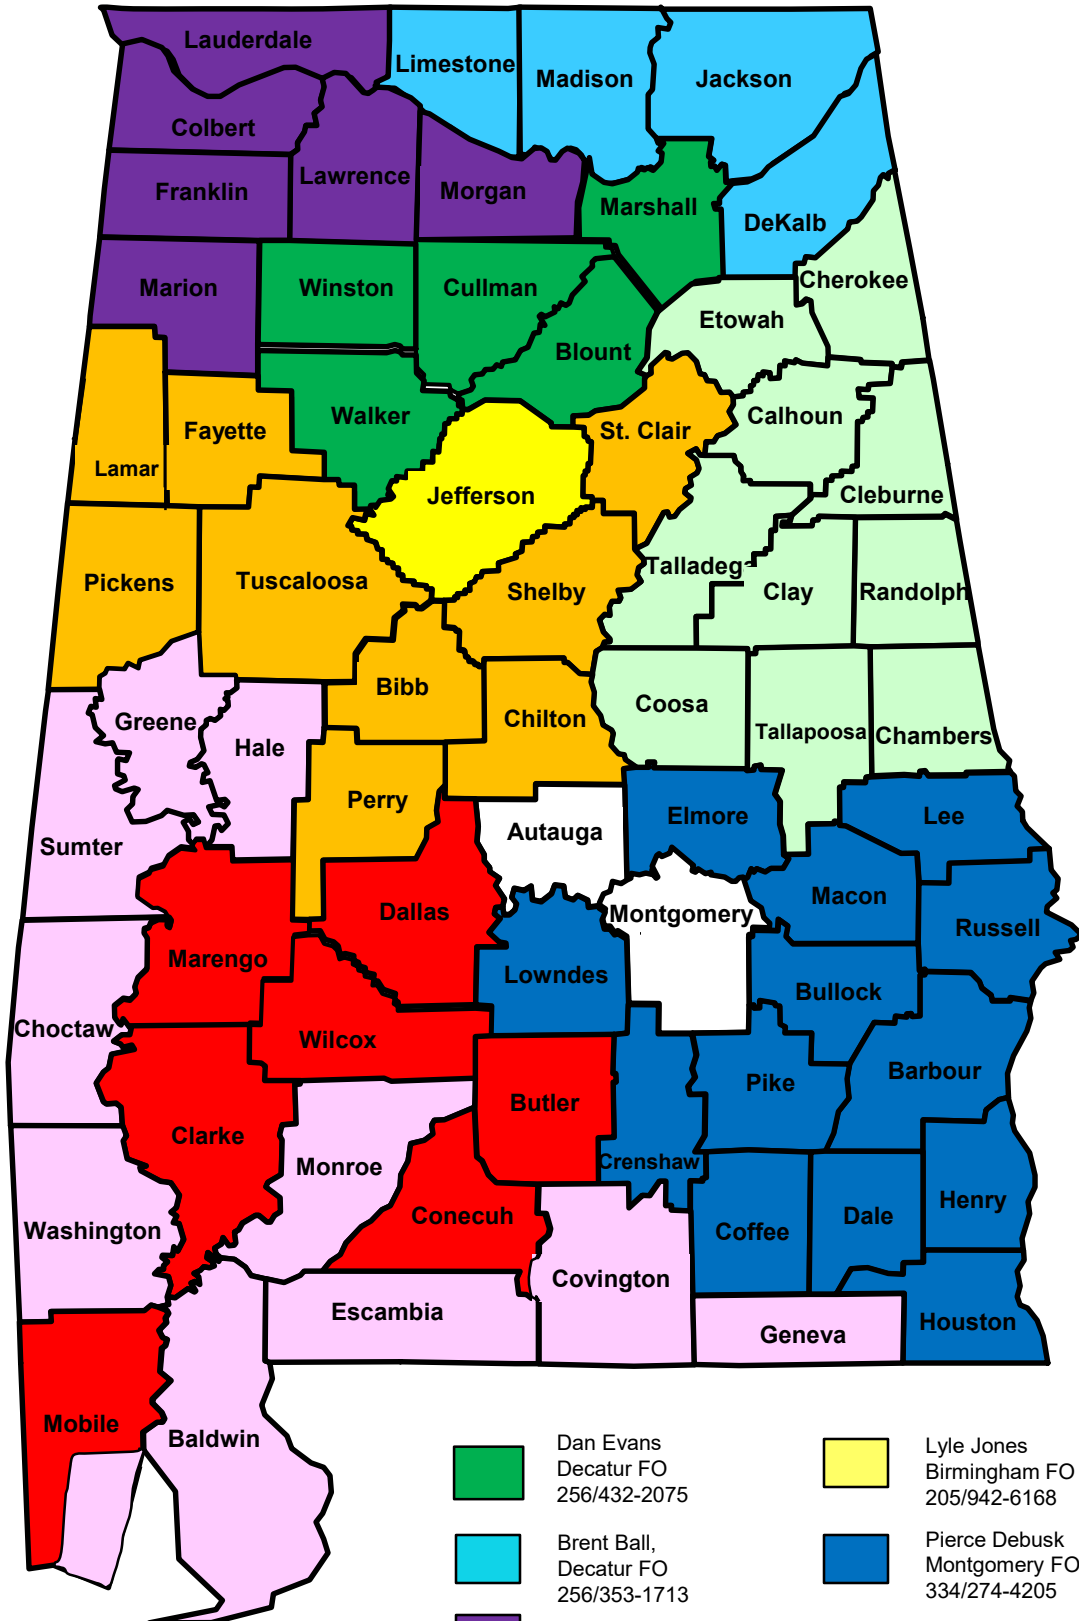 Lauderdale
Limestone
Madison
Jackson
Colbert
Lawrence
Franklin
Morgan
Marshall
DeKalb
Marion
Winston
Cullman
Cherokee
Etowah
Blount
Walker
Fayette
St. Clair
Calhoun
Lamar
Jefferson
Cleburne
Pickens
Tuscaloosa
Shelby
Talladeg
Clay
Randolph
Bibb
Greene
Hale
Chilton
Coosa
Tallapoosa
Chambers
Perry
Autauga
Elmore
Lee
Sumter
Dallas
Montgomery
Macon
Russell
Marengo
Lowndes
Bullock
Choctaw
Wilcox
Butler
Pike
Barbour
Clarke
Monroe
Crenshaw
Washington
Conecuh
Coffee
Dale
Henry
Covington
Escambia
Geneva
Houston
Mobile
Baldwin
Dan Evans
Decatur FO
256/432-2075
Lyle Jones
Birmingham FO
205/942-6168
Brent Ball,
Decatur FO
256/353-1713
Pierce Debusk
Montgomery FO
334/274-4205